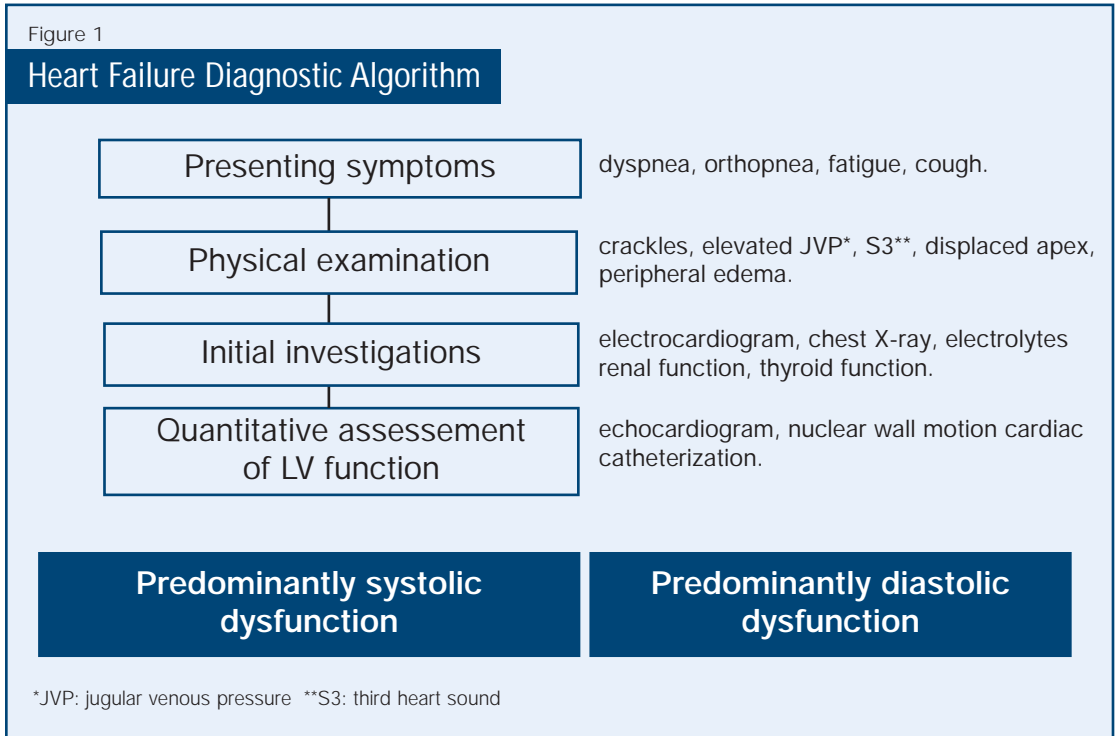 Figure 1
Heart Failure Diagnostic Algorithm
Presenting symptoms
dyspnea, orthopnea, fatigue, cough.
Physical examination
crackles, elevated JVP*, S3**, displaced apex,
peripheral edema.
Initial investigations
electrocardiogram, chest X-ray, electrolytes
renal function, thyroid function.
Quantitative assessement
of LV function
echocardiogram, nuclear wall motion cardiac
catheterization.
Predominantly systolic
dysfunction
Predominantly diastolic
dysfunction
*JVP: jugular venous pressure **S3: third heart sound